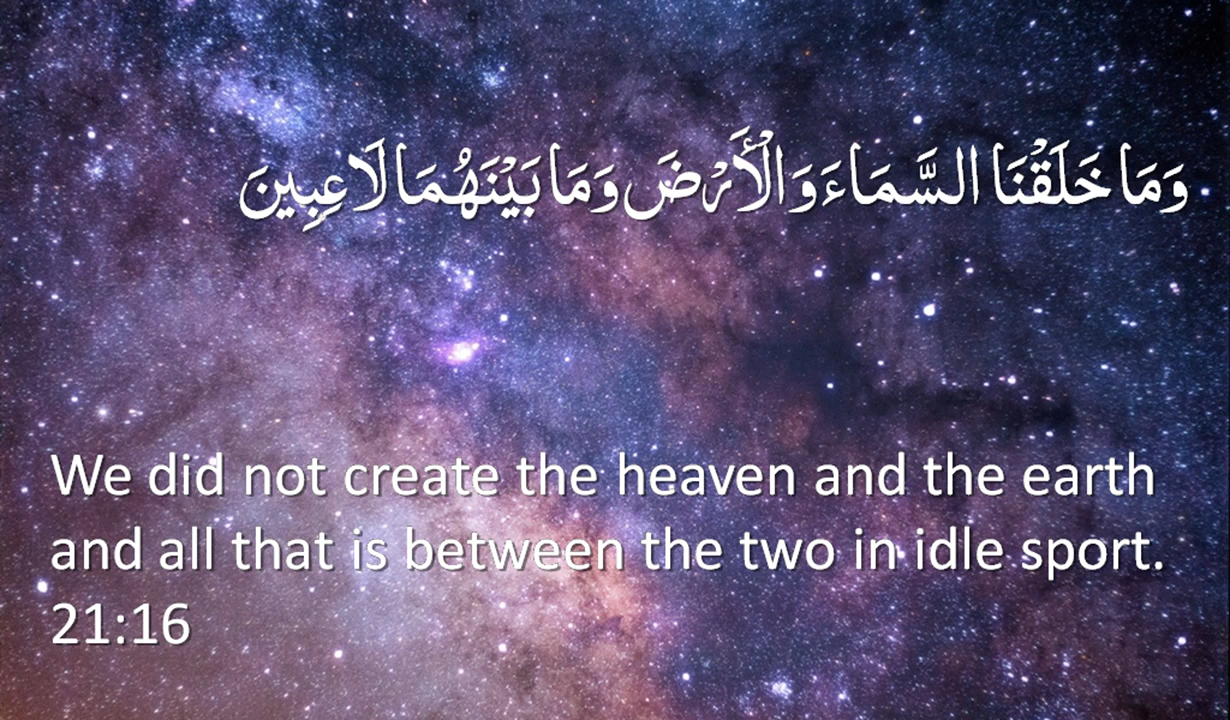 وَمَا خَلَقْنَا السَّمَاءَ وَالْأَرْضَ وَمَا بَيْنَهُمَا لَاعِبِينَ
We did not create the heaven and the earth
and all that is between the two in idle sport.
21:16